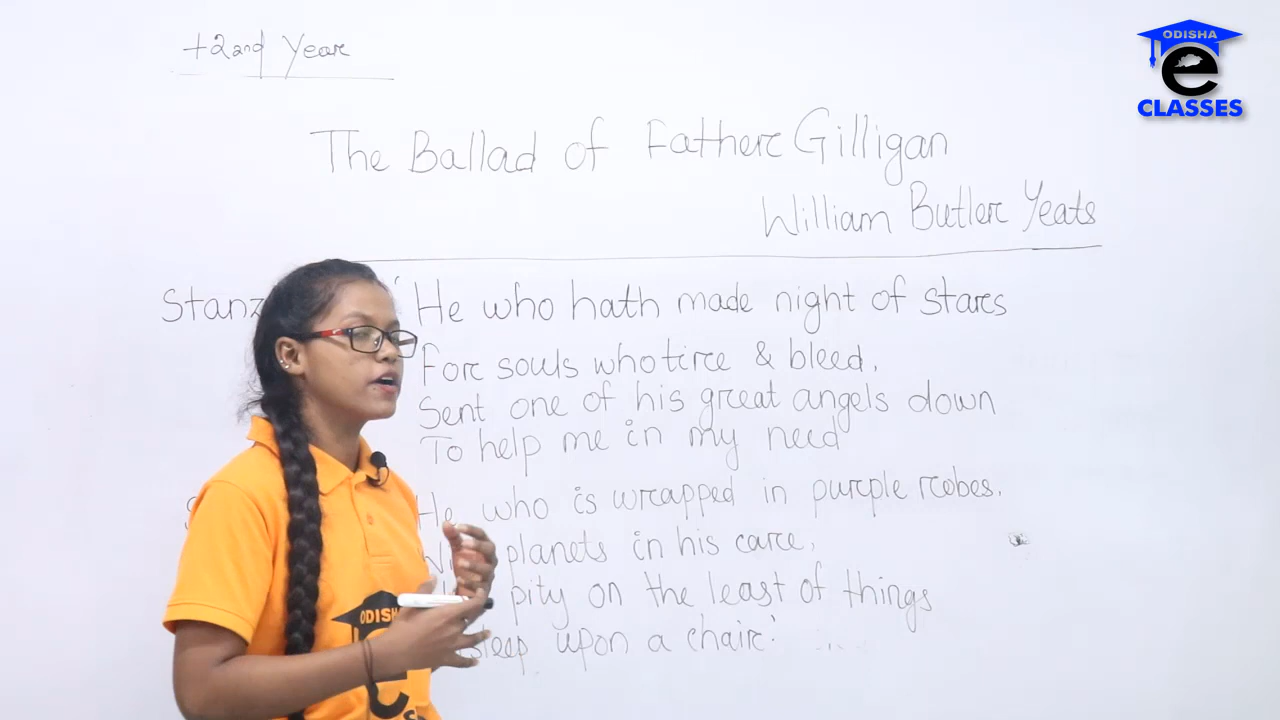 +2 2nd Year
ODISHA
e
CLASSES
The Ballad of Father Gilligan
William Butler Yeats
'He who hath made night of stars
For souls who tire & bleed,
Sent one of his great angels down
To help me in my need
He who is wrapped in purple robes.
planets in his care,
pity on the least of things
upon a chair'
ODISHA
e